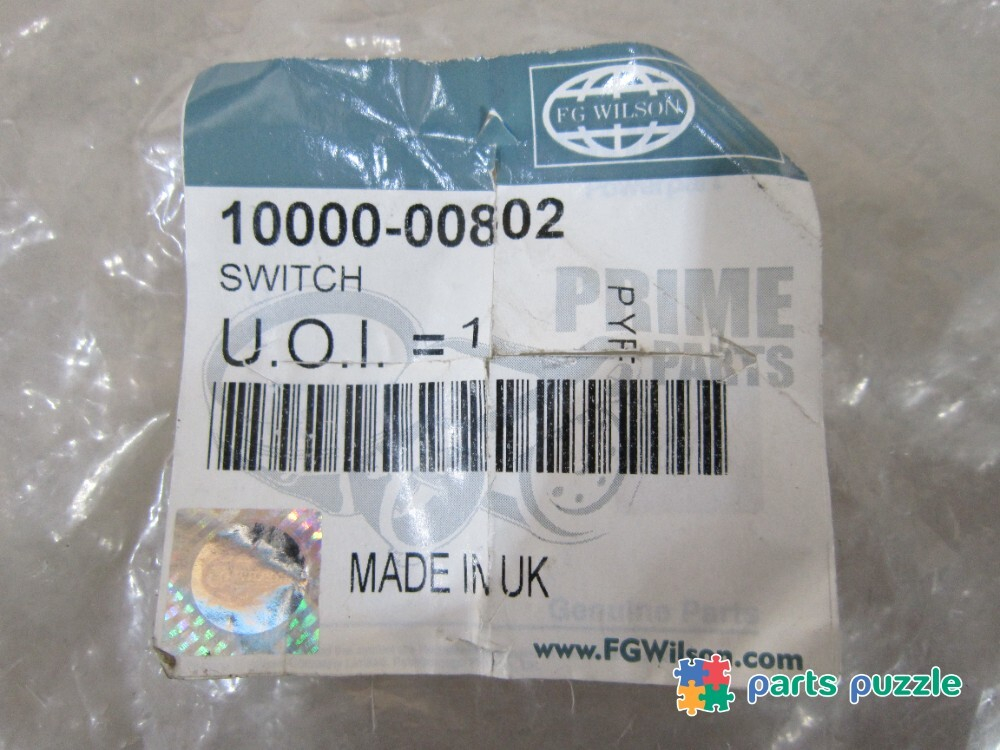 FG WILSON
Powerpart
10000-00802
SWITCH
PRIME
PARTS
U.O.I. = 1
PYF:
MADE IN UK
Genuine Parts
www.FGWilson.com
parts puzzle